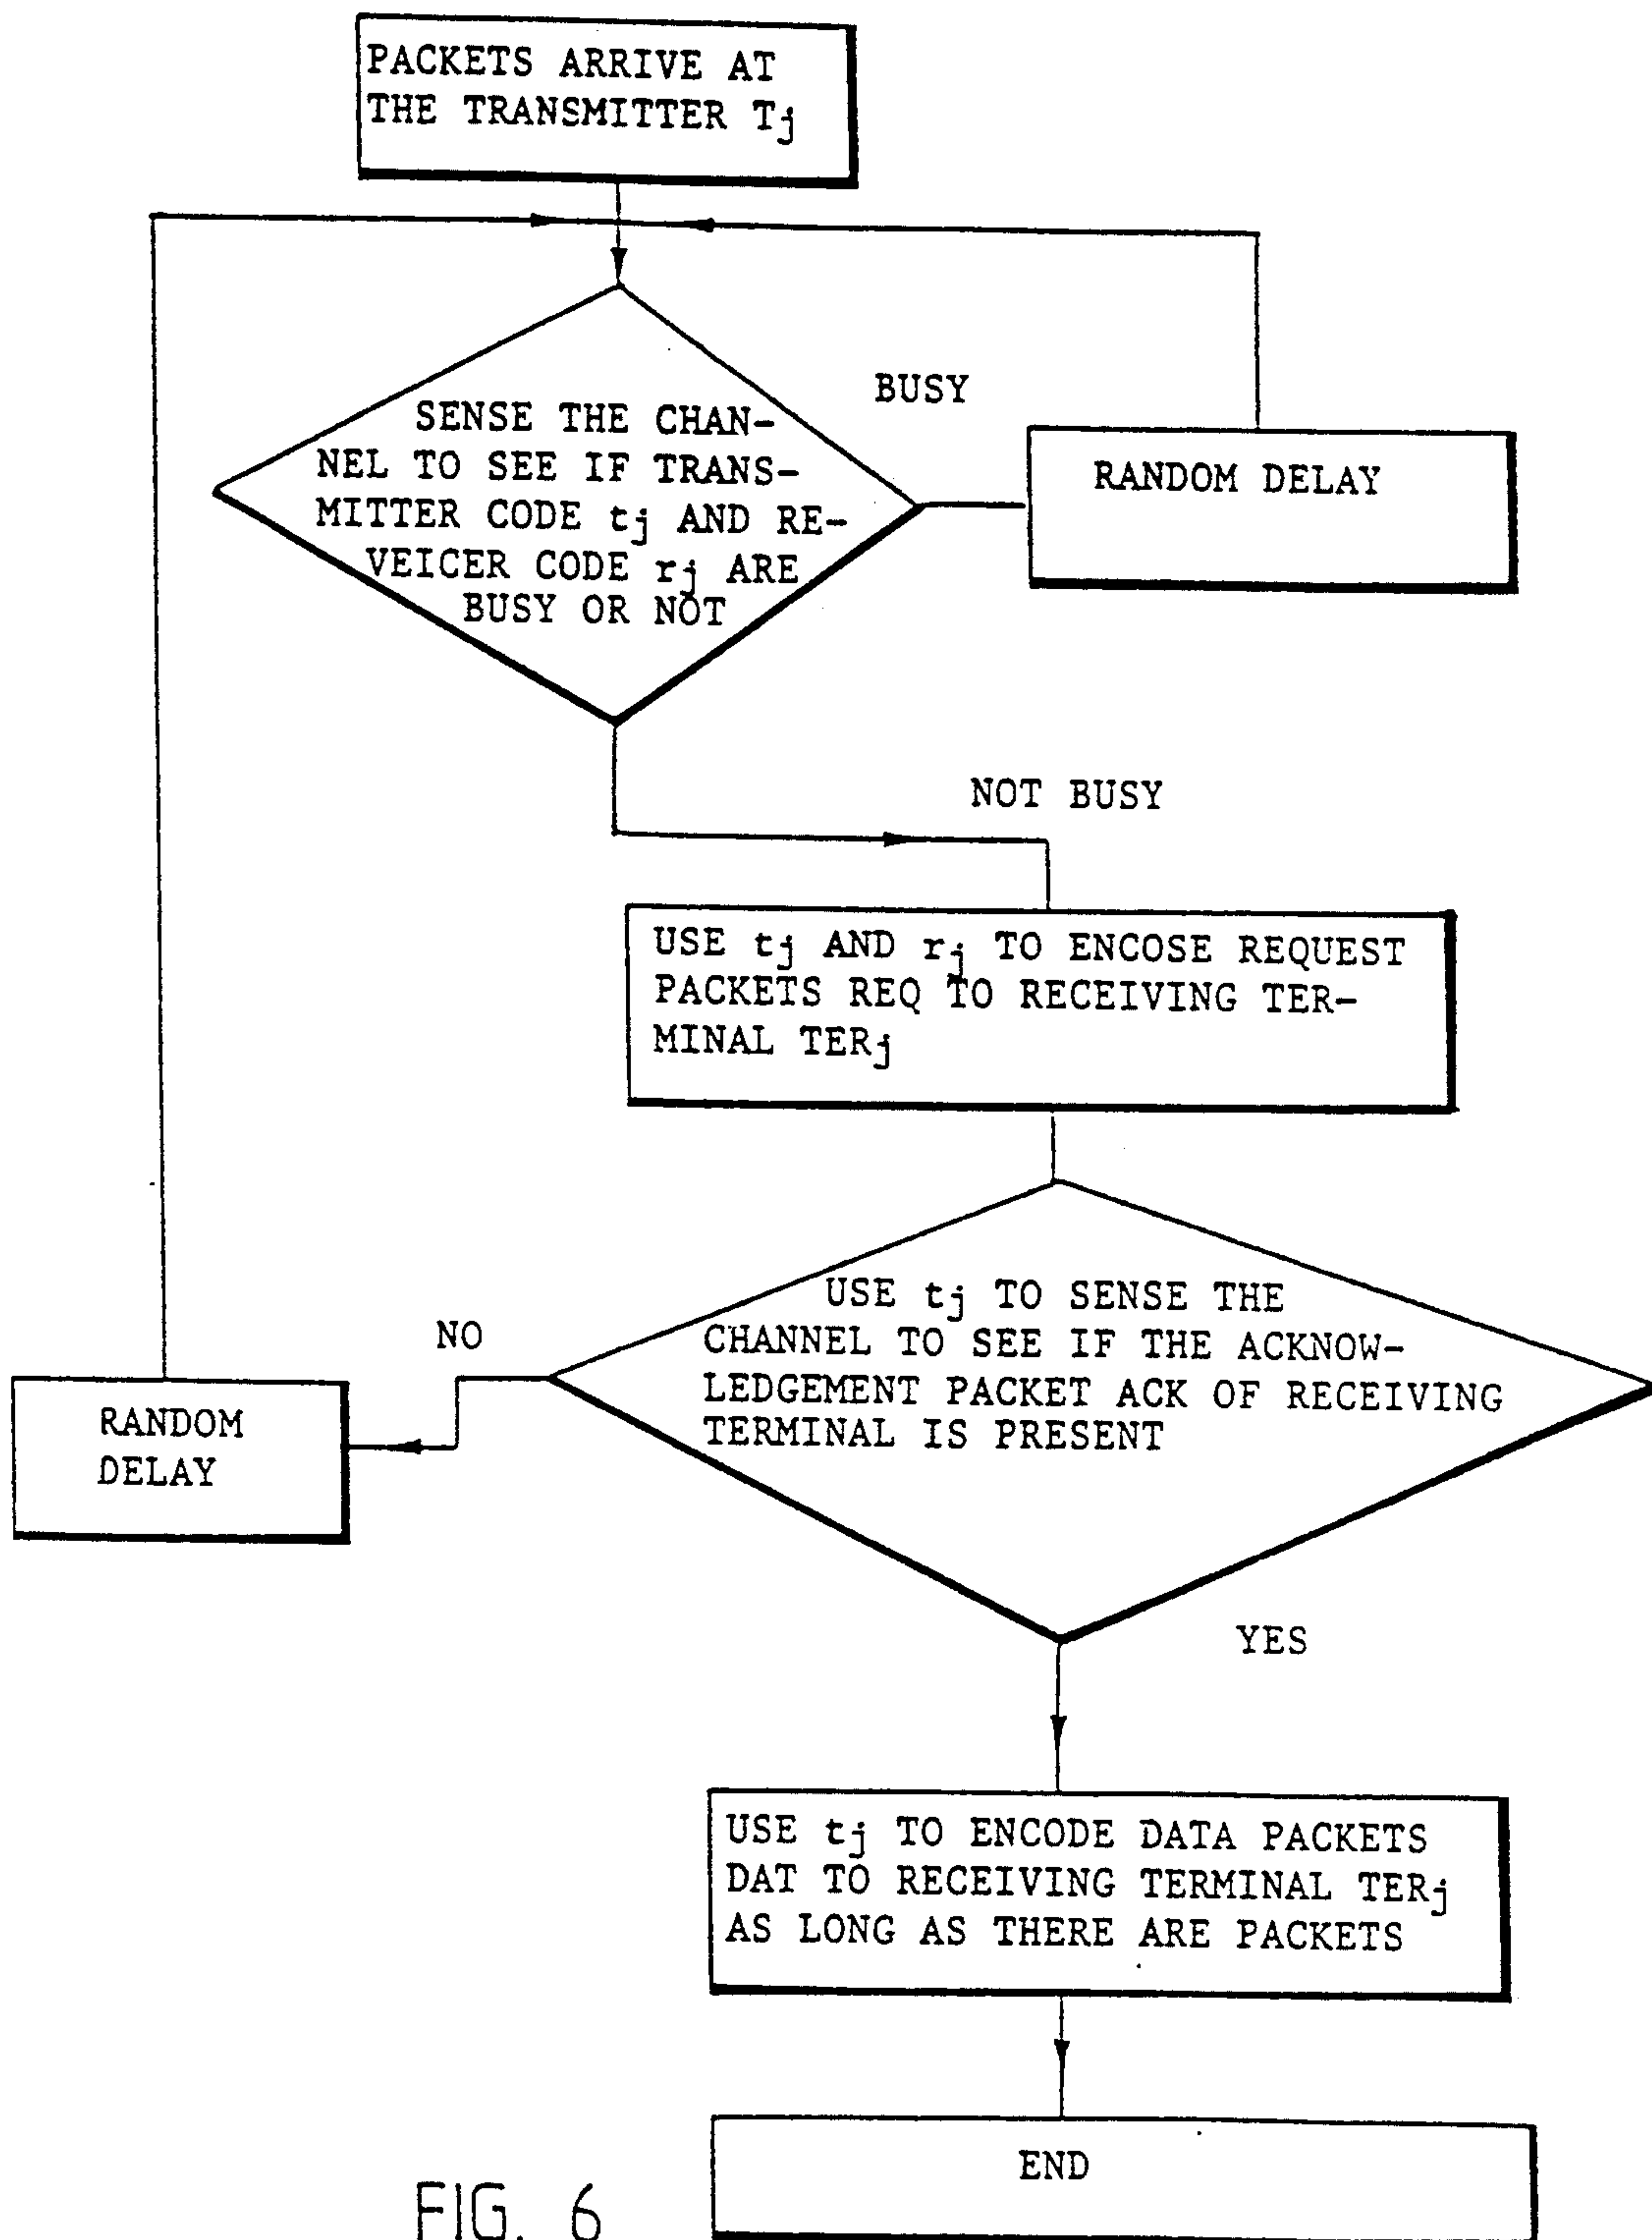 PACKETS ARRIVE AT
THE TRANSMITTER Tj
BUSY
SENSE THE CHAN-
NEL TO SEE IF TRANS-
MITTER CODE tj AND RE-
VEICER CODE rj ARE
BUSY OR NOT
RANDOM DELAY
NOT BUSY
USE tj AND rj TO ENCOSE REQUEST
PACKETS REQ TO RECEIVING TER-
MINAL TERj
USE tj TO SENSE THE
CHANNEL TO SEE IF THE ACKNOW-
LEDGEMENT PACKET ACK OF RECEIVING
TERMINAL IS PRESENT
NO
RANDOM
DELAY
YES
USE tj TO ENCODE DATA PACKETS
DAT TO RECEIVING TERMINAL TERj
AS LONG AS THERE ARE PACKETS
END
FIG. 6